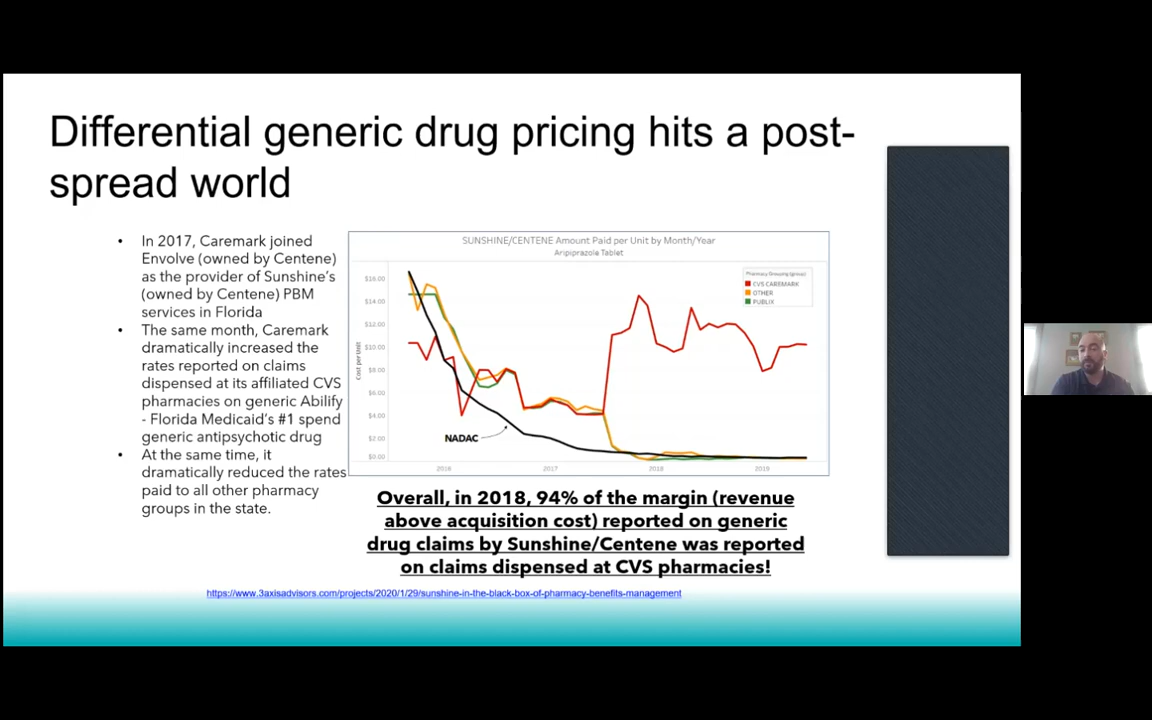 Differential generic drug pricing hits a post-
spread world
• In 2017, Caremark joined
Envolve (owned by Centene)
as the provider of Sunshine's
(owned by Centene) PBM
services in Florida
• The same month, Caremark
dramatically increased the
rates reported on claims
dispensed at its affiliated CVS
pharmacies on generic Abilify
- Florida Medicaid's #1 spend
generic antipsychotic drug
• At the same time, it
dramatically reduced the rates
paid to all other pharmacy
groups in the state.
SUNSHINE/CENTENE Amount Paid per Unit by Month/Year
Aripiprazole Tablet
Pharmacy Grouping (group)
CVS CAREMARK
OTHER
PUBLIX
Cost per Unit
$16.00
$14.00
$12.00
$10.00
$8.00
$6.00
$4.00
$2.00
$0.00
NADAC
2016 2017 2018 2019
Overall, in 2018, 94% of the margin (revenue
above acquisition cost) reported on generic
drug claims by Sunshine/Centene was reported
on claims dispensed at CVS pharmacies!
https://www.3axisadvisors.com/projects/2020/1/29/sunshine-in-the-black-box-of-pharmacy-benefits-management